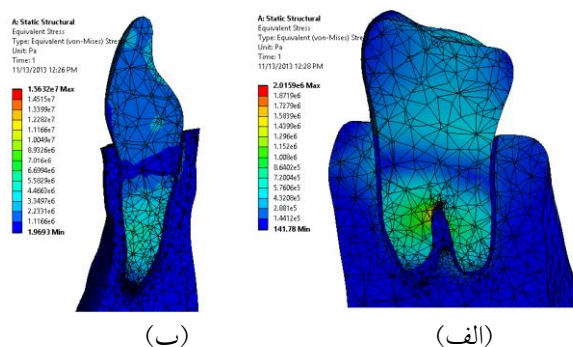 A: Static Structural
Equivalent Stress
Type: Equivalent (von-Mises) Stre
Unit: Pa
Time: 1
11/13/2013 12:26 PM
1.5632e7 Max
1.4515e7
1.3399e7
1.2282e7
1.1166e7
1.0049e7
8.9326e6
7.816e6
6.6994e6
5.5829e6
4.4663e6
3.3497e6
2.2331e6
1.1166e6
1.9693 Min
(ب)
A: Static Structural
Equivalent Stress
Type: Equivalent (von-Mises) Stre
Unit: Pa
Time: 1
11/13/2013 12:28 PM
2.0159e6 Max
1.8719e6
1.7279e6
1.5839e6
1.4399e6
1.296e6
1.152e6
1.008e6
8.6402e5
7.2004e5
5.7606e5
4.3208e5
2.881e5
1.4412e5
141.78 Min
(الف)